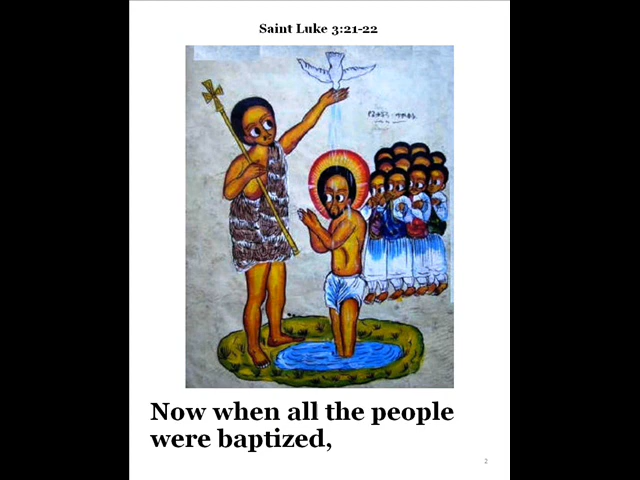 Saint Luke 3:21-22
Now when all the people
were baptized,
2